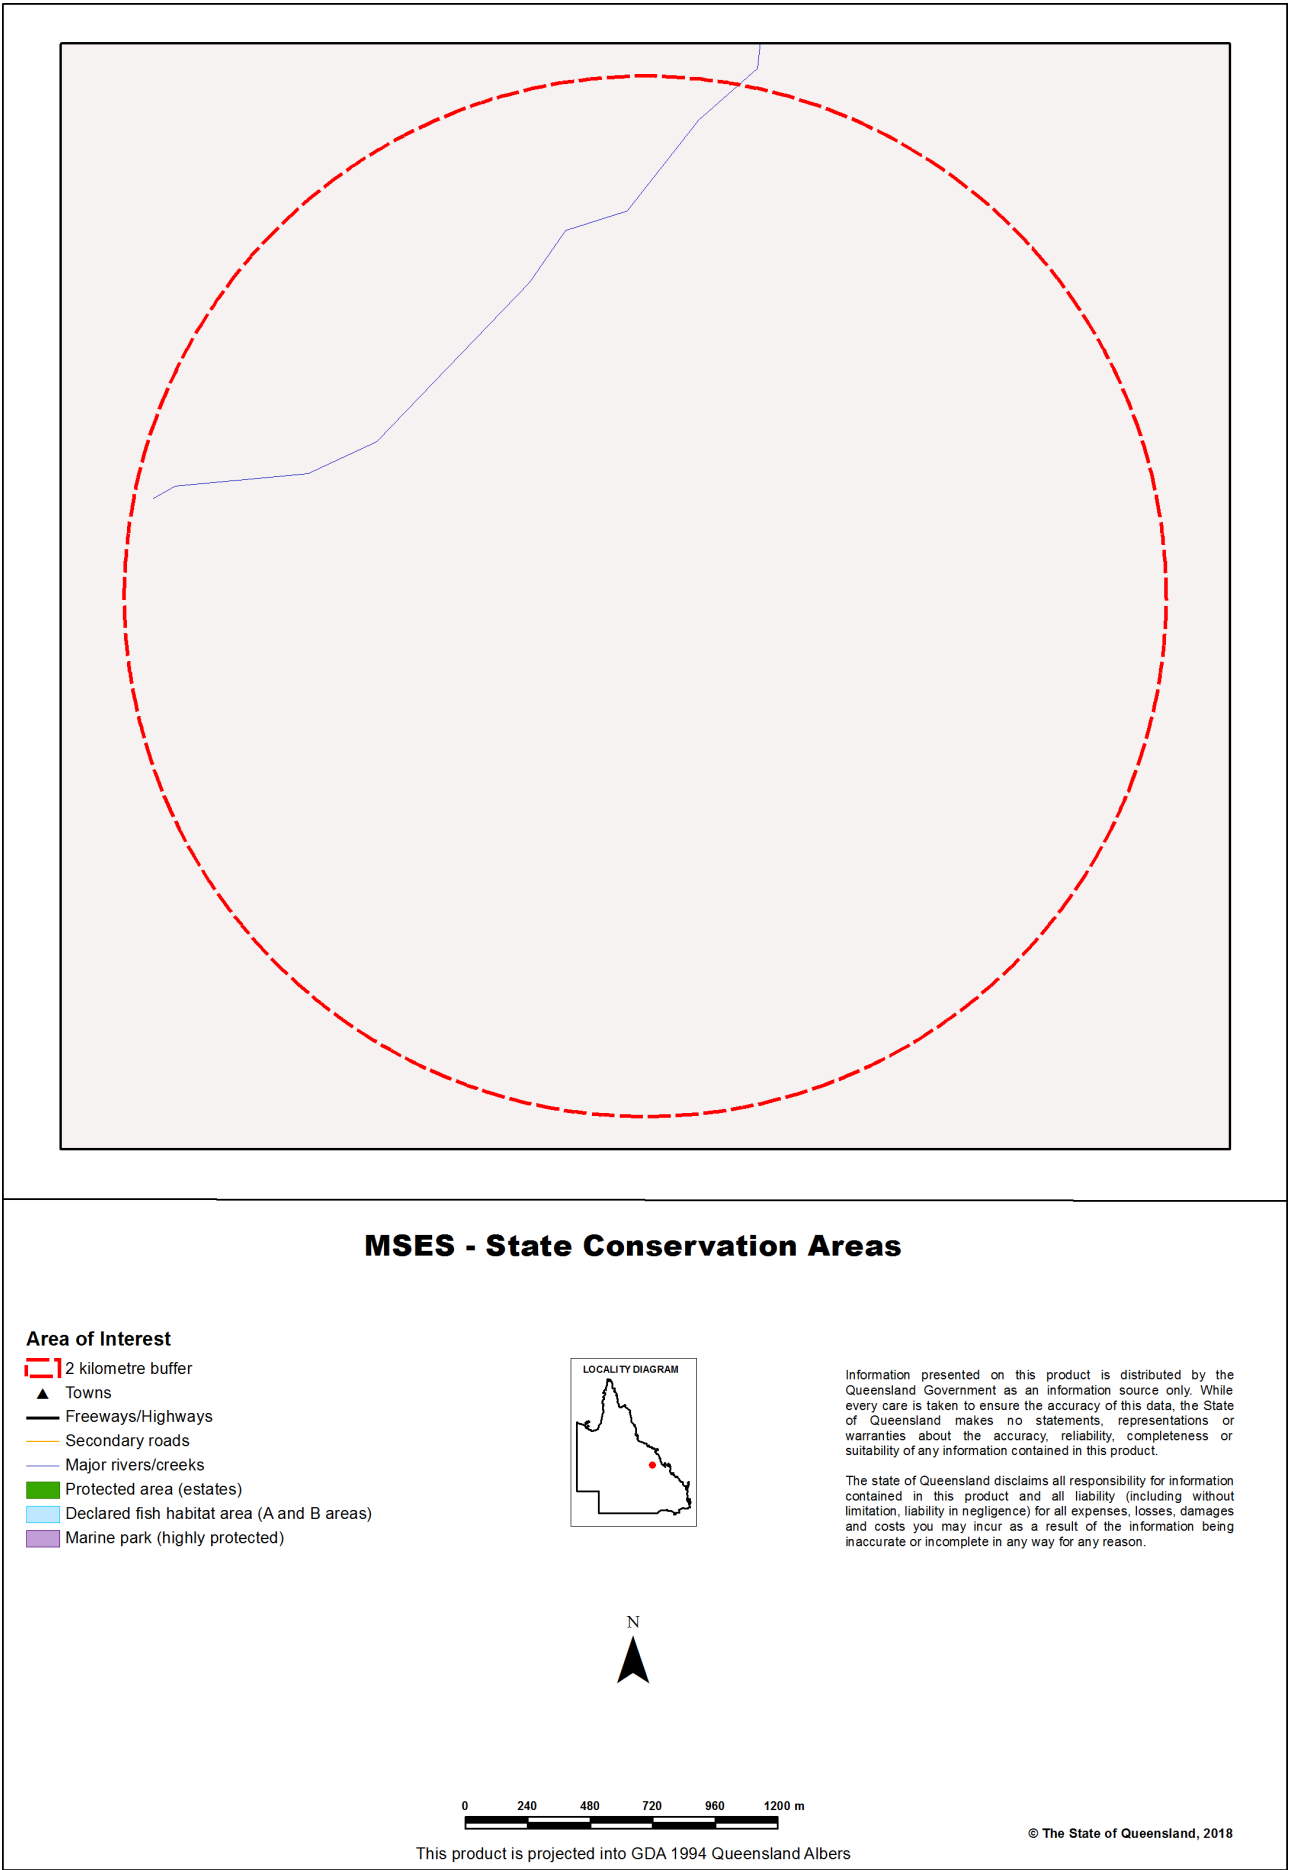 MSES - State Conservation Areas
Area of Interest
2 kilometre buffer
Towns
Freeways/Highways
Secondary roads
Major rivers/creeks
Protected area (estates)
Declared fish habitat area (A and B areas)
Marine park (highly protected)
LOCALITY DIAGRAM
Information presented on this product is distributed by the
Queensland Government as an information source only. While
every care is taken to ensure the accuracy of this data, the State
of Queensland makes no statements, representations or
warranties about the accuracy, reliability, completeness or
suitability of any information contained in this product.
The state of Queensland disclaims all responsibility for information
contained in this product and all liability (including without
limitation, liability in negligence) for all expenses, losses, damages
and costs you may incur as a result of the information being
inaccurate or incomplete in any way for any reason.
N
0 240 480 720 960 1200 m
This product is projected into GDA 1994 Queensland Albers
© The State of Queensland, 2018